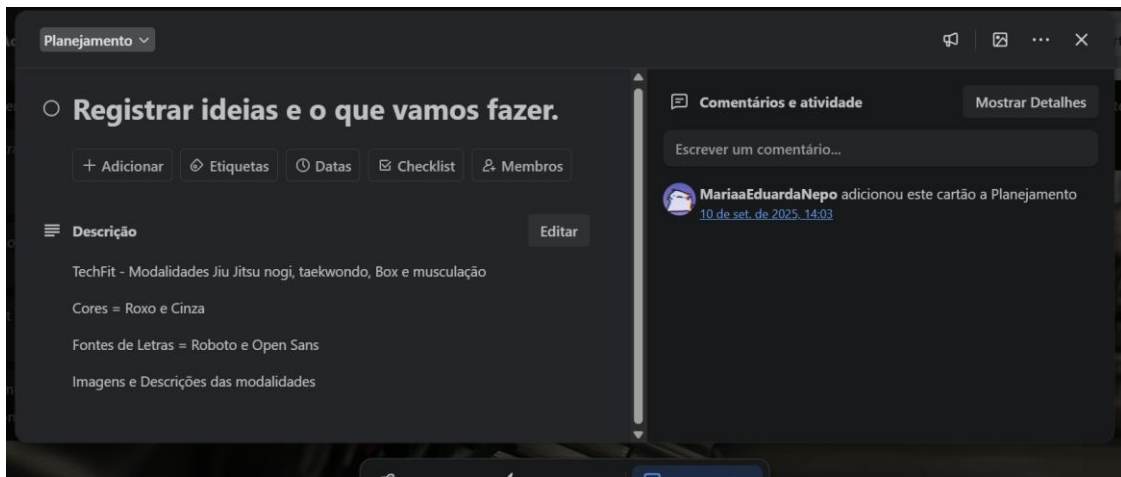 Planejamento
Registrar ideias e o que vamos fazer.
+ Adicionar Etiquetas Datas Checklist Membros
Descrição Editar
TechFit - Modalidades Jiu Jitsu nogi, taekwondo, Box e musculação
Cores = Roxo e Cinza
Fontes de Letras = Roboto e Open Sans
Imagens e Descrições das modalidades
Comentários e atividade Mostrar Detalhes
Escrever um comentário...
MariaaEduardaNepo adicionou este cartão a Planejamento
10 de set. de 2025, 14:03